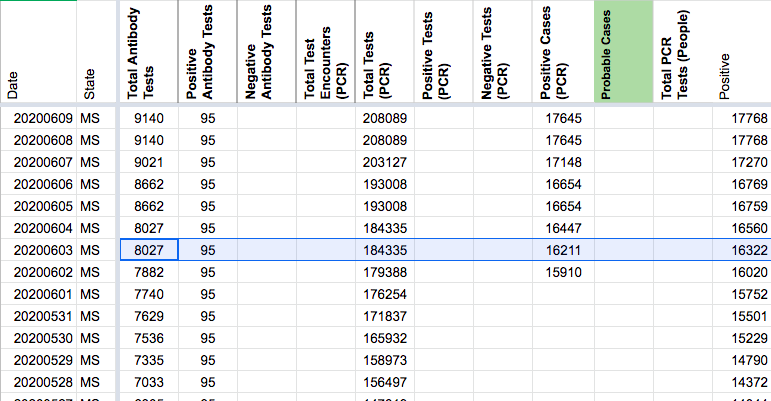 Date State Total Antibody Tests Positive Antibody Tests Negative Antibody Tests Total Test Encounters (PCR) Total Tests (PCR) Positive Tests (PCR) Negative Tests (PCR) Positive Cases (PCR) Probable Cases Total PCR Tests (People) Positive
20200609 MS 9140 95 208089 17645 17768
20200608 MS 9140 95 208089 17645 17768
20200607 MS 9021 95 203127 17148 17270
20200606 MS 8662 95 193008 16654 16769
20200605 MS 8662 95 193008 16654 16759
20200604 MS 8027 95 184335 16447 16560
20200603 MS 8027 95 184335 16211 16322
20200602 MS 7882 95 179388 15910 16020
20200601 MS 7740 95 176254 15752
20200531 MS 7629 95 171837 15501
20200530 MS 7536 95 165932 15229
20200529 MS 7335 95 158973 14790
20200528 MS 7033 95 156497 14372